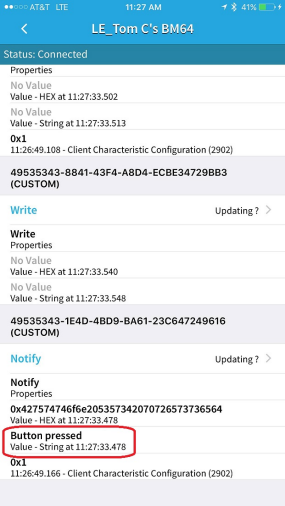 AT&T LTE 11:27 AM 41%
LE_Tom C's BM64
Status: Connected
Properties
No Value
Value - HEX at 11:27:33.502
No Value
Value - String at 11:27:33.513
0x1
11:26:49.108 - Client Characteristic Configuration (2902)
49535343-8841-43F4-A8D4-ECBE34729BB3
(CUSTOM)
Write Updating ?
Write
Properties
No Value
Value - HEX at 11:27:33.540
No Value
Value - String at 11:27:33.548
49535343-1E4D-4BD9-BA61-23C647249616
(CUSTOM)
Notify Updating ?
Notify
Properties
0x427574746f6e20535734202070726573736564
Value - HEX at 11:27:33.478
Button pressed
Value - String at 11:27:33.478
0x1
11:26:49.166 - Client Characteristic Configuration (2902)